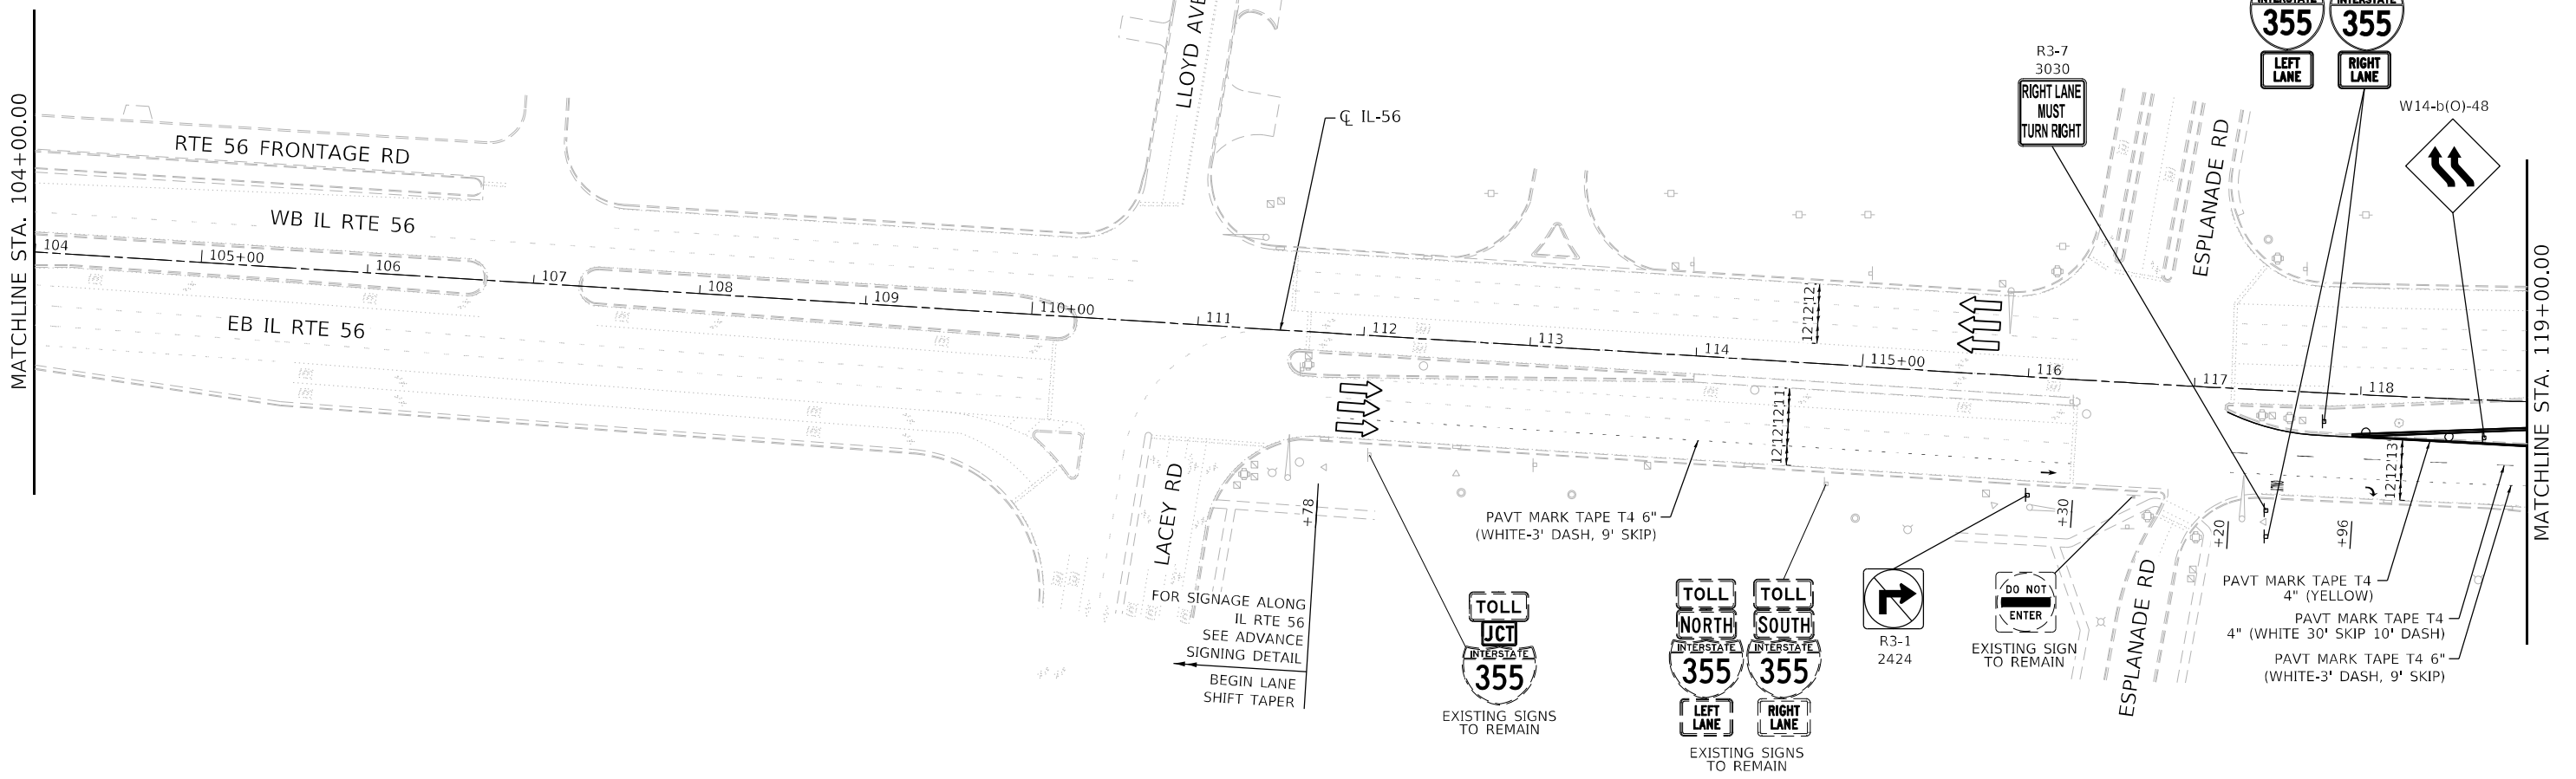 MATCHLINE STA. 104+00.00
RTE 56 FRONTAGE RD
WB IL RTE 56
EB IL RTE 56
104
105+00
106
107
108
109
110+00
111
112
113
114
115+00
116
117
118
LLOYD AVE
℄ IL-56
LACEY RD
+78
FOR SIGNAGE ALONG
IL RTE 56
SEE ADVANCE
SIGNING DETAIL
BEGIN LANE
SHIFT TAPER
12'12'12'
12'12'12'11'
PAVT MARK TAPE T4 6"
(WHITE-3' DASH, 9' SKIP)
TOLL
JCT
INTERSTATE
355
EXISTING SIGNS
TO REMAIN
TOLL
NORTH
INTERSTATE
355
LEFT
LANE
TOLL
SOUTH
INTERSTATE
355
RIGHT
LANE
EXISTING SIGNS
TO REMAIN
R3-1
2424
DO NOT
ENTER
EXISTING SIGN
TO REMAIN
+30
ESPLANADE RD
ESPLANADE RD
R3-7
3030
RIGHT LANE
MUST
TURN RIGHT
INTERSTATE
355
LEFT
LANE
INTERSTATE
355
RIGHT
LANE
W14-b(O)-48
+20
+96
12'12'13'
PAVT MARK TAPE T4
4" (YELLOW)
PAVT MARK TAPE T4
4" (WHITE 30' SKIP 10' DASH)
PAVT MARK TAPE T4 6"
(WHITE-3' DASH, 9' SKIP)
MATCHLINE STA. 119+00.00